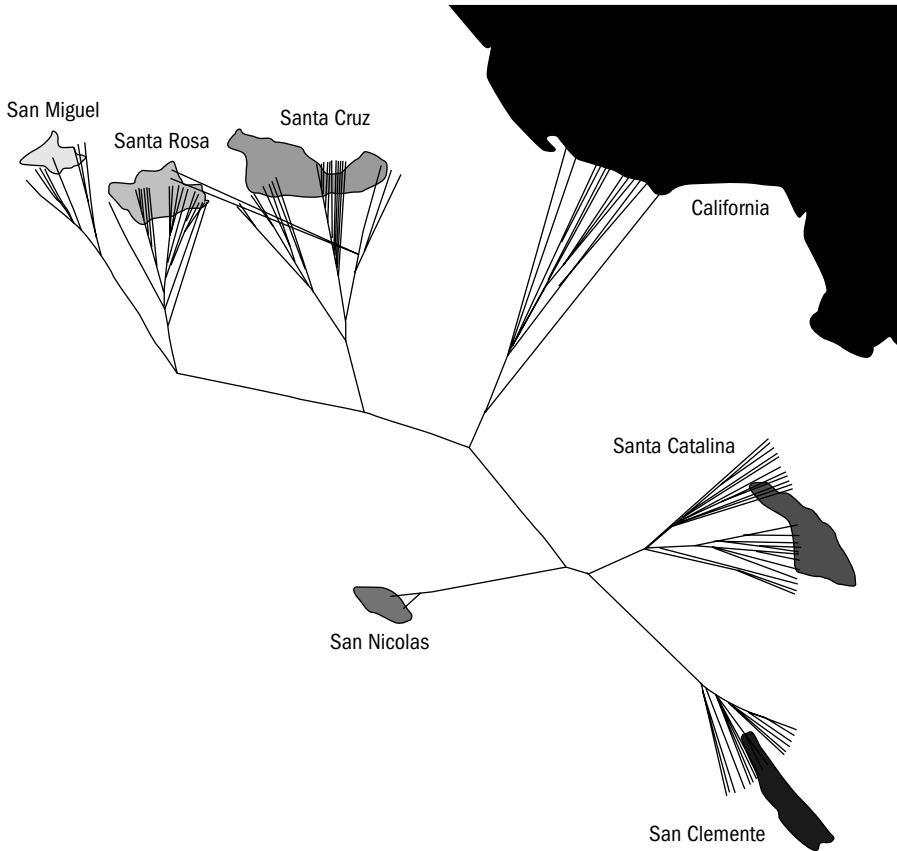 San Miguel
Santa Rosa
Santa Cruz
California
Santa Catalina
San Nicolas
San Clemente